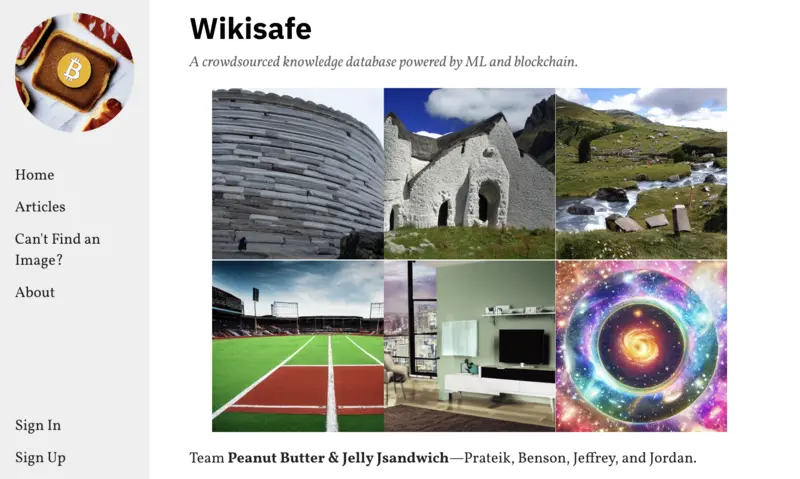 Wikisafe
A crowdsourced knowledge database powered by ML and blockchain.
Home
Articles
Can't Find an
Image?
About
Sign In
Sign Up
Team Peanut Butter & Jelly Jsandwich—Prateik, Benson, Jeffrey, and Jordan.